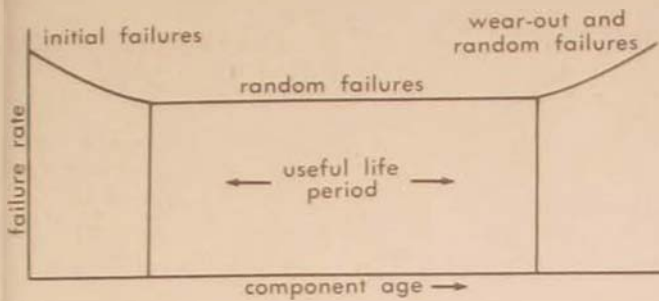 initial failures
wear-out and
random failures
random failures
failure rate
useful life
period
component age